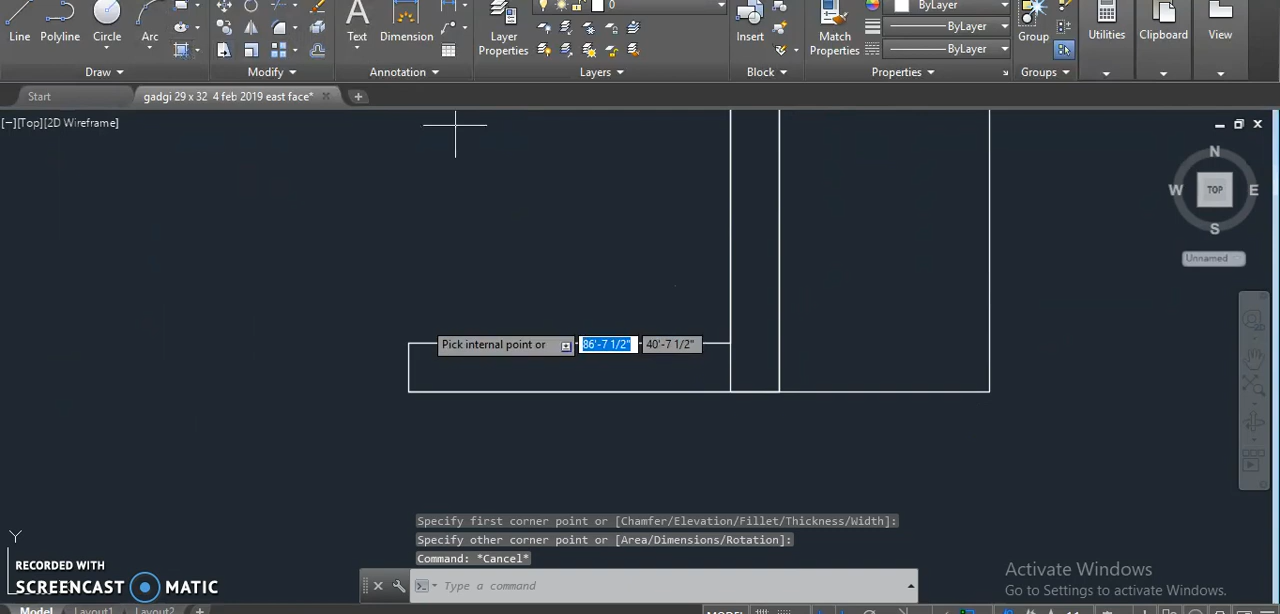 0
ByLayer
Line
Polyline
Circle
Arc
Text
Dimension
Layer
Properties
Insert
Match
Properties
ByLayer
ByLayer
Group
Utilities
Clipboard
View
Draw
Modify
Annotation
Layers
Block
Properties
Groups
Start
gadgi 29 x 32 4 feb 2019 east face*
[−][Top][2D Wireframe]
N
W
TOP
E
S
Unnamed
Pick internal point or
86'-7 1/2"
40'-7 1/2"
Specify first corner point or [Chamfer/Elevation/Fillet/Thickness/Width]:
Specify other corner point or [Area/Dimensions/Rotation]:
Command: *Cancel*
Type a command
Y
RECORDED WITH
SCREENCAST MATIC
Activate Windows
Go to Settings to activate Windows.
Model
Layout1
Layout2
MODEL